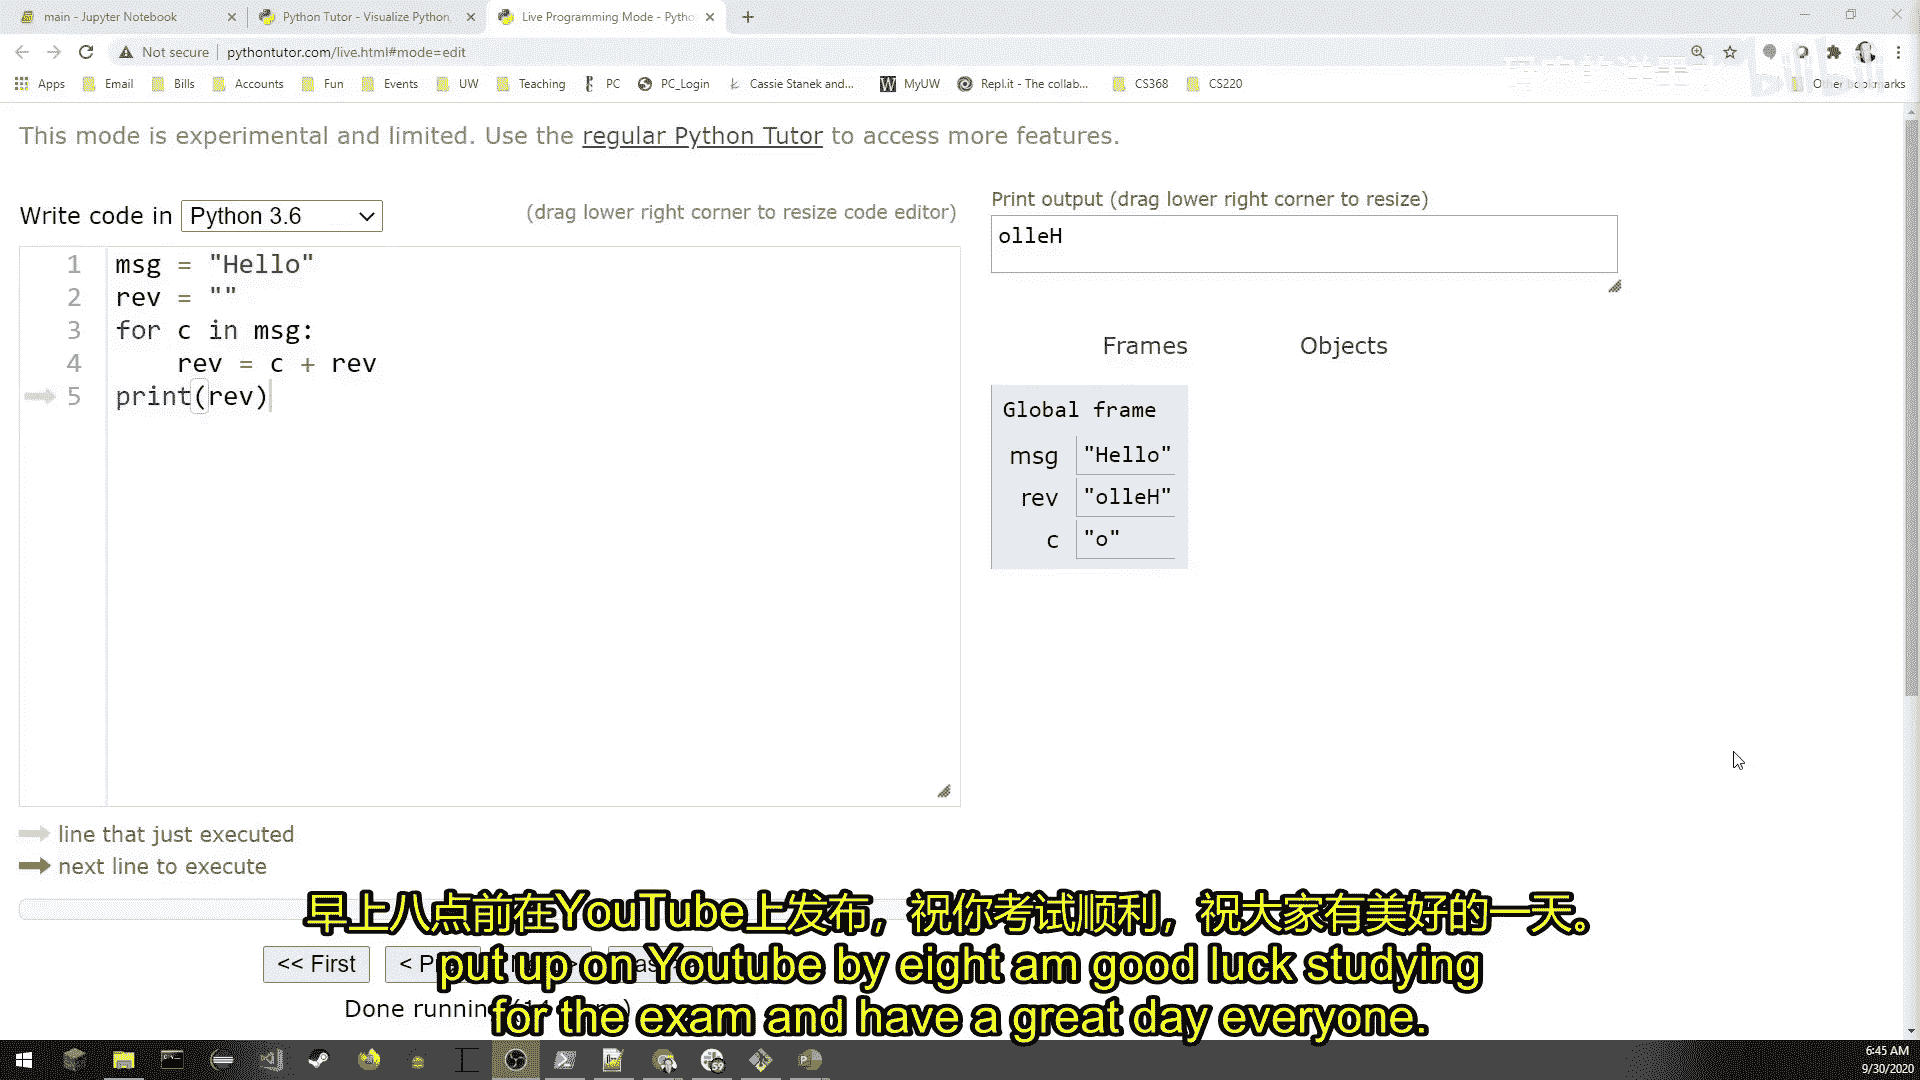 main - Jupyter Notebook
Python Tutor - Visualize Python
Live Programming Mode - Pytho
Not secure
pythontutor.com/live.html#mode=edit
Apps
Email
Bills
Accounts
Fun
Events
UW
Teaching
PC
PC_Login
Cassie Stanek and...
MyUW
Repl.it - The collab...
CS368
CS220
Other bookmarks
This mode is experimental and limited. Use the regular Python Tutor to access more features.
Write code in Python 3.6
(drag lower right corner to resize code editor)
1 msg = "Hello"
2 rev = ""
3 for c in msg:
4 rev = c + rev
5 print(rev)
Print output (drag lower right corner to resize)
olleH
Frames
Objects
Global frame
msg "Hello"
rev "olleH"
c "o"
line that just executed
next line to execute
<< First
Done running
早上八点前在YouTube上发布，祝你考试顺利，祝大家有美好的一天。
put up on Youtube by eight am good luck studying
for the exam and have a great day everyone.
6:45 AM
9/30/2020